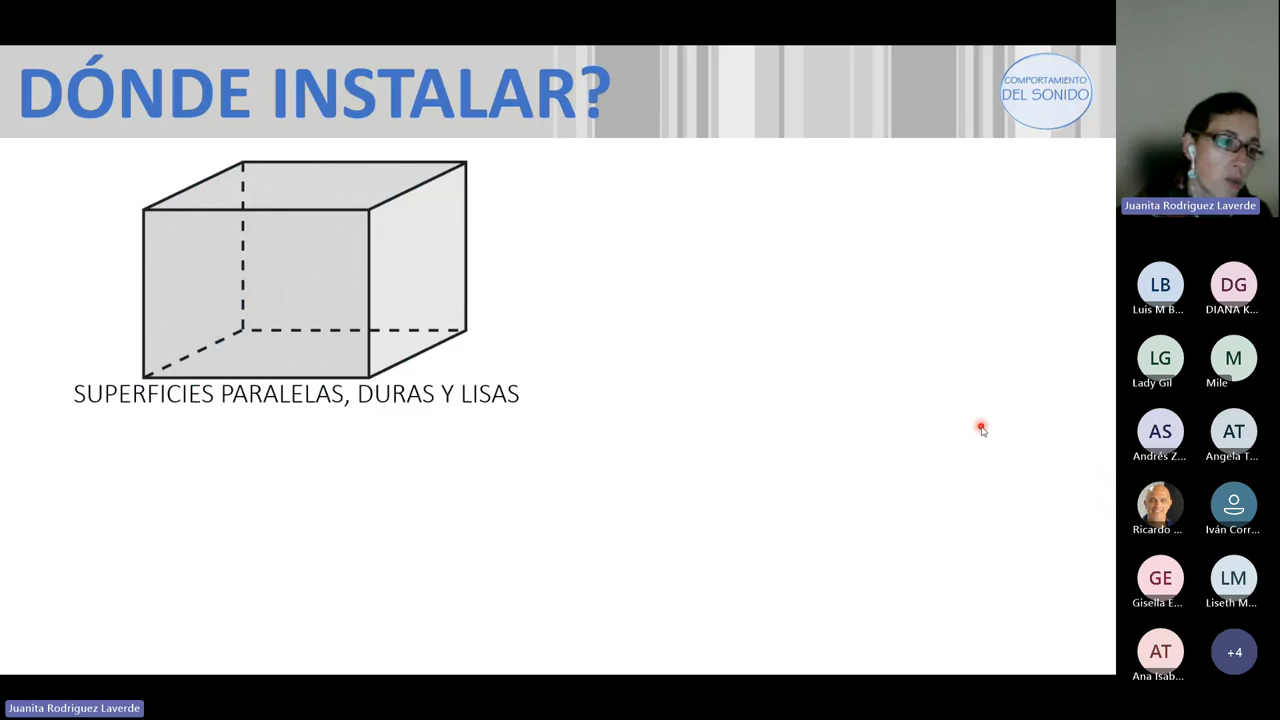 DÓNDE INSTALAR?
COMPORTAMIENTO
DEL SONIDO
SUPERFICIES PARALELAS, DURAS Y LISAS
Juanita Rodriguez Laverde
LB
DG
Luis M B...
DIANA K...
LG
M
Lady Gil
Mile
AS
AT
Andrés Z...
Angela T...
Ricardo ...
Iván Corr...
GE
LM
Gisella E...
Liseth M...
AT
+4
Ana Isab...
Juanita Rodriguez Laverde